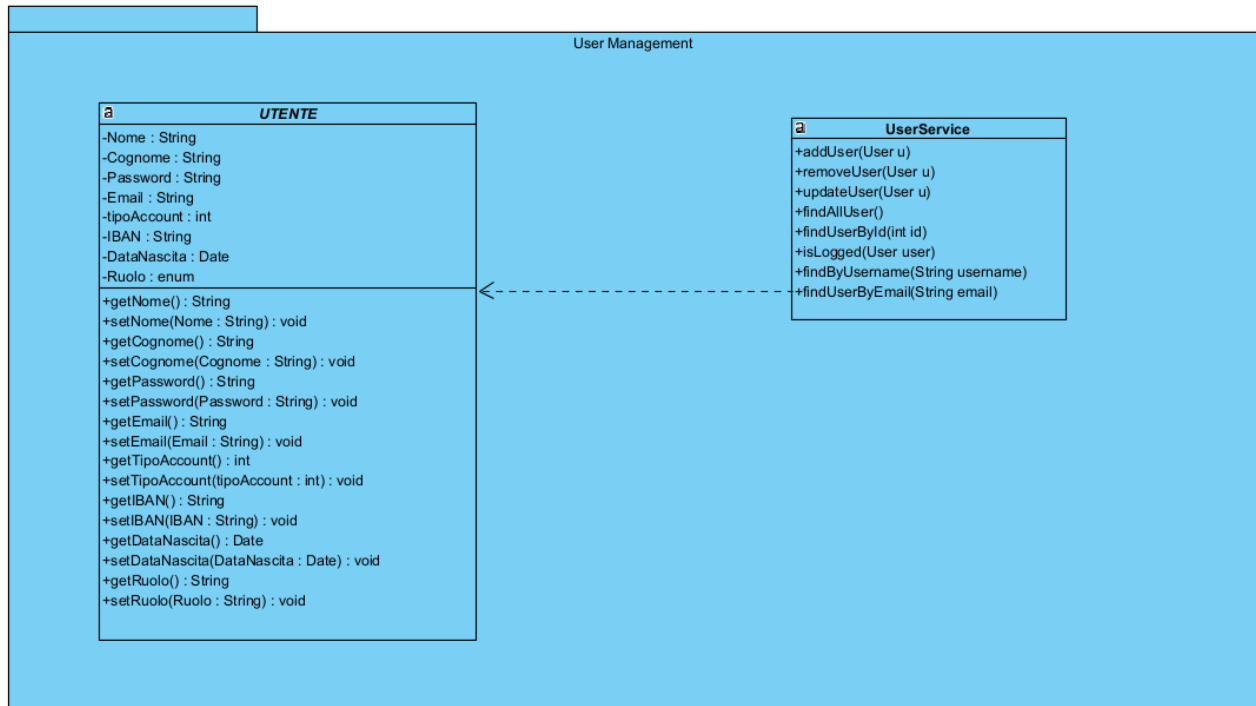 User Management
a
UTENTE
-Nome : String
-Cognome : String
-Password : String
-Email : String
-tipoAccount : int
-IBAN : String
-DataNascita : Date
-Ruolo : enum
+getNome() : String
+setNome(Nome : String) : void
+getCognome() : String
+setCognome(Cognome : String) : void
+getPassword() : String
+setPassword(Password : String) : void
+getEmail() : String
+setEmail(Email : String) : void
+getTipoAccount() : int
+setTipoAccount(tipoAccount : int) : void
+getIBAN() : String
+setIBAN(IBAN : String) : void
+getDataNascita() : Date
+setDataNascita(DataNascita : Date) : void
+getRuolo() : String
+setRuolo(Ruolo : String) : void
a
UserService
+addUser(User u)
+removeUser(User u)
+updateUser(User u)
+findAllUser()
+findUserById(int id)
+isLogged(User user)
+findByUsername(String username)
+findUserByEmail(String email)